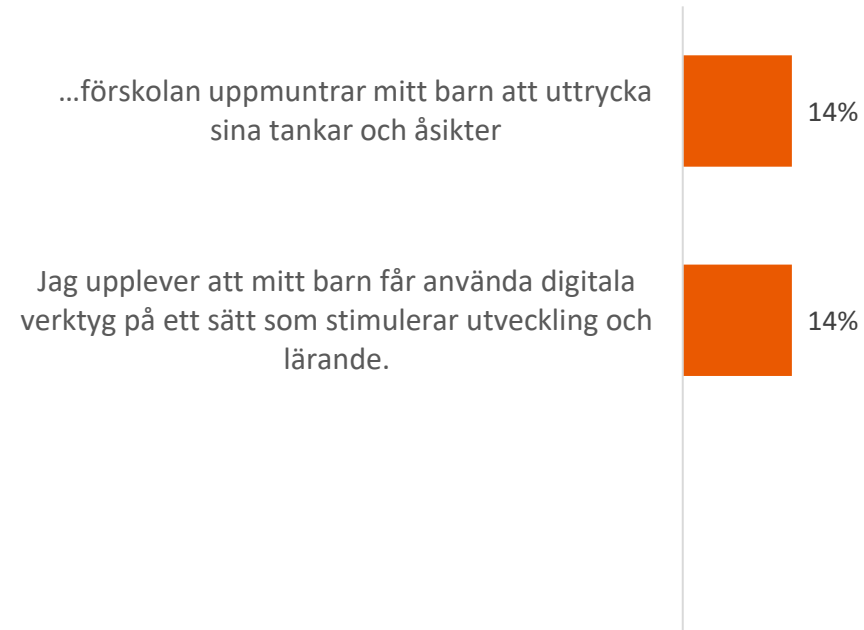 …förskolan uppmuntrar mitt barn att uttrycka
sina tankar och åsikter
14%
Jag upplever att mitt barn får använda digitala
verktyg på ett sätt som stimulerar utveckling och
lärande.
14%